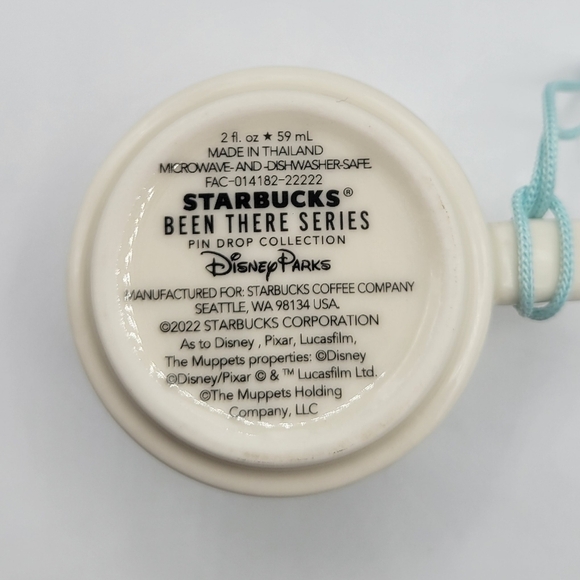 2 fl. oz ★ 59 mL
MADE IN THAILAND
MICROWAVE-AND-DISHWASHER-SAFE
FAC-014182-22222
STARBUCKS®
BEEN THERE SERIES
PIN DROP COLLECTION
Disney Parks
MANUFACTURED FOR: STARBUCKS COFFEE COMPANY
SEATTLE, WA 98134 USA.
©2022 STARBUCKS CORPORATION
As to Disney , Pixar, Lucasfilm,
The Muppets properties: ©Disney
©Disney/Pixar © & ™ Lucasfilm Ltd.
©The Muppets Holding
Company, LLC